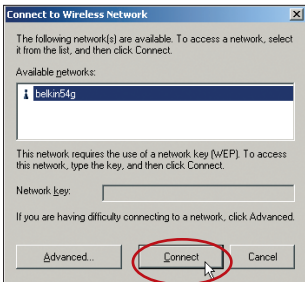 Connect to Wireless Network
The following network(s) are available. To access a network, select
it from the list, and then click Connect.
Available networks:
belkin54g
This network requires the use of a network key (WEP). To access
this network, type the key, and then click Connect.
Network key:
If you are having difficulty connecting to a network, click Advanced.
Advanced... Connect Cancel